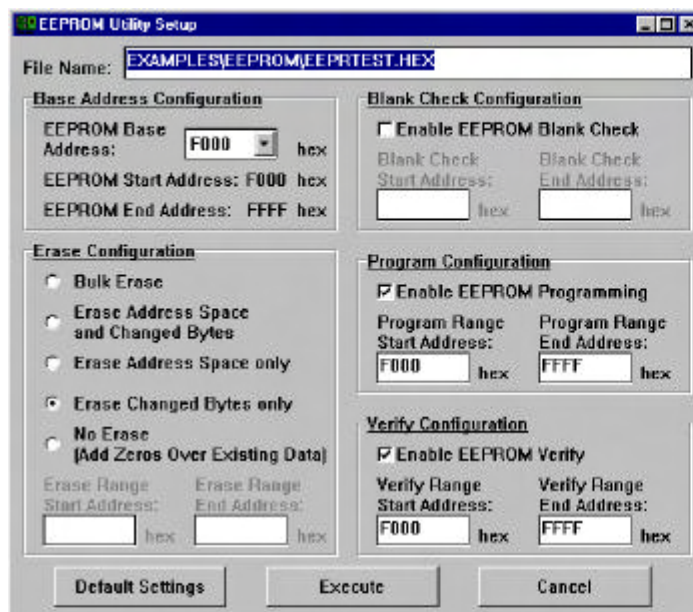 EEPROM Utility Setup
File Name: EXAMPLES\EEPROM\EEPRTEST.HEX
Base Address Configuration
EEPROM Base
Address: F000 hex
EEPROM Start Address: F000 hex
EEPROM End Address: FFFF hex
Erase Configuration
Bulk Erase
Erase Address Space
and Changed Bytes
Erase Address Space only
Erase Changed Bytes only
No Erase
(Add Zeros Over Existing Data)
Erase Range Erase Range
Start Address: End Address:
hex hex
Blank Check Configuration
Enable EEPROM Blank Check
Blank Check Blank Check
Start Address: End Address:
hex hex
Program Configuration
Enable EEPROM Programming
Program Range Program Range
Start Address: End Address:
F000 hex FFFF hex
Verify Configuration
Enable EEPROM Verify
Verify Range Verify Range
Start Address: End Address:
F000 hex FFFF hex
Default Settings Execute Cancel